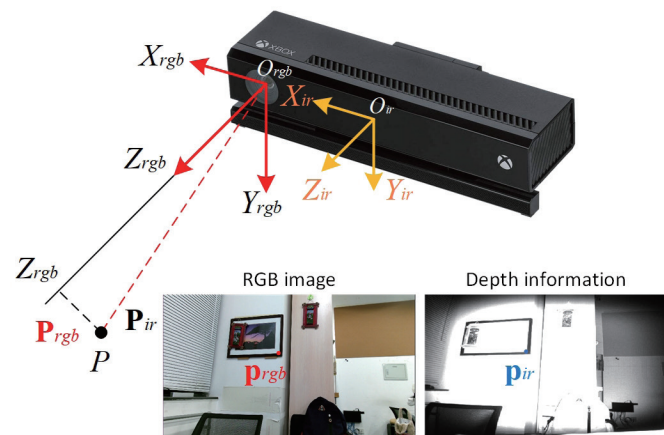 XBOX
X_rgb
O_rgb
X_ir
O_ir
Z_rgb
Y_rgb
Z_ir
Y_ir
Z_rgb
P_rgb
P_ir
P
RGB image
Depth information
p_rgb
p_ir